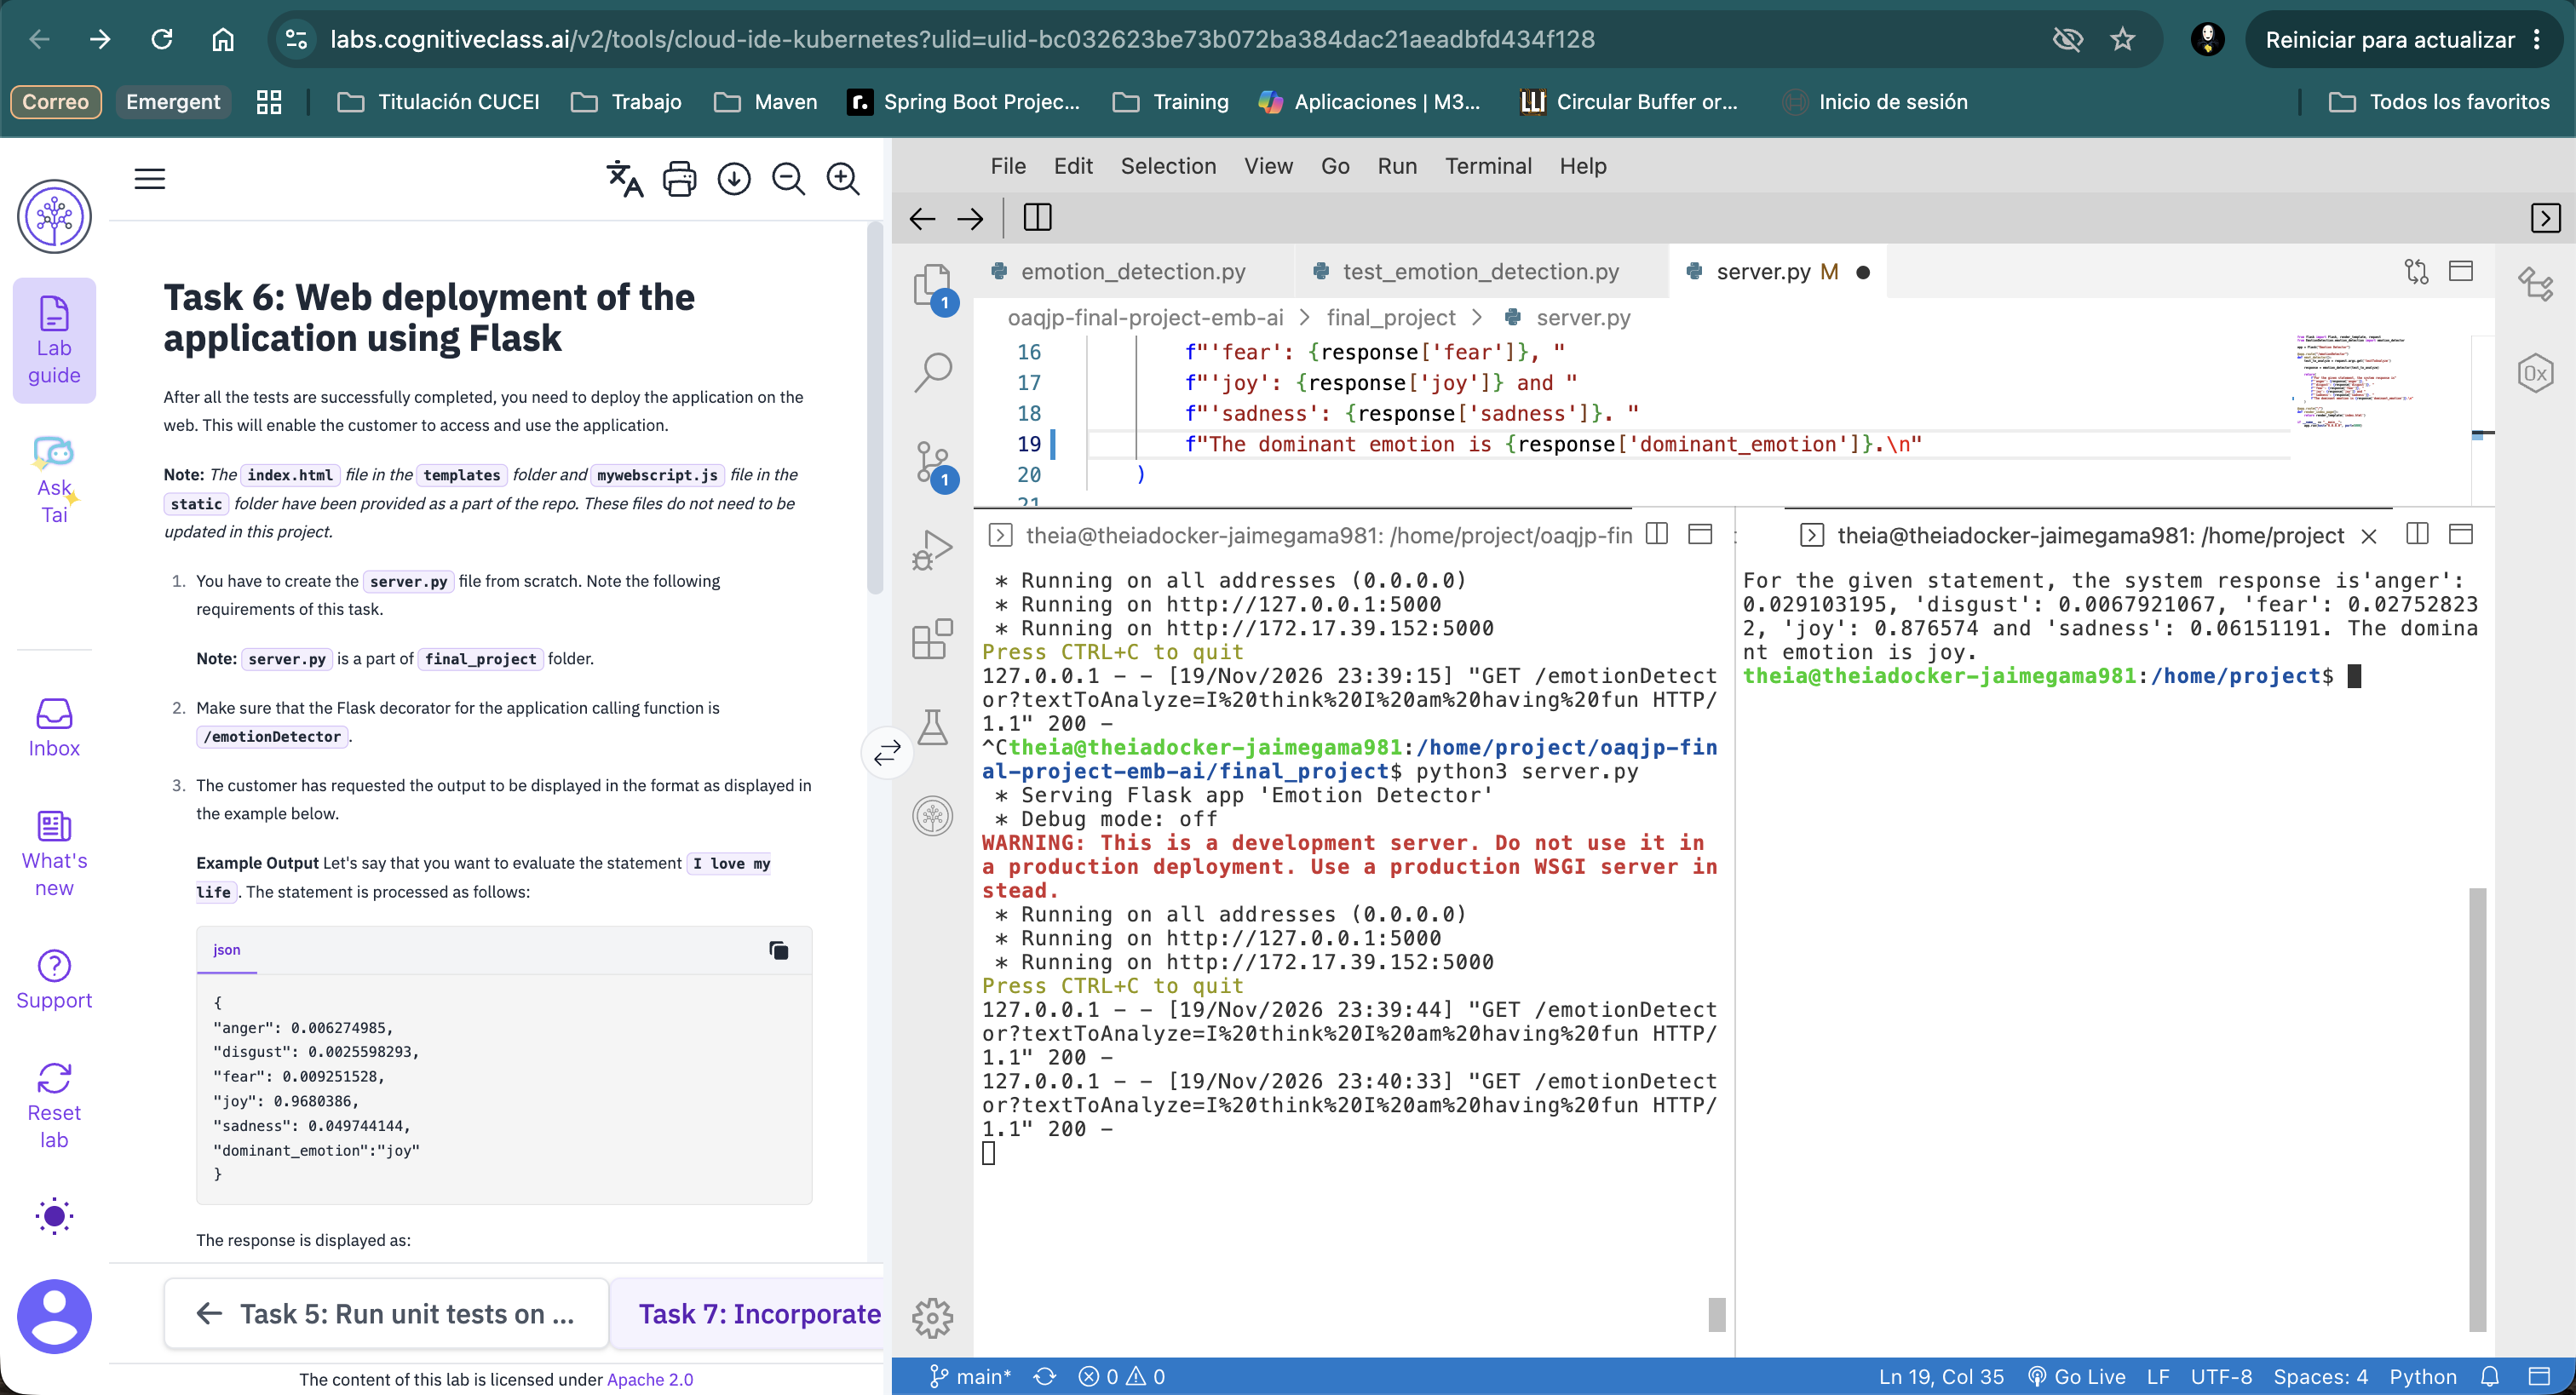 labs.cognitiveclass.ai/v2/tools/cloud-ide-kubernetes?ulid=ulid-bc032623be73b072ba384dac21aeadbfd434f128
Reiniciar para actualizar
Correo
Emergent
Titulación CUCEI
Trabajo
Maven
Spring Boot Projec...
Training
Aplicaciones | M3...
Circular Buffer or...
Inicio de sesión
Todos los favoritos
Lab
guide
Ask
Tai
Inbox
What's
new
Support
Reset
lab
Task 6: Web deployment of the
application using Flask
After all the tests are successfully completed, you need to deploy the application on the
web. This will enable the customer to access and use the application.
Note: The index.html file in the templates folder and mywebscript.js file in the
static folder have been provided as a part of the repo. These files do not need to be
updated in this project.
1. You have to create the server.py file from scratch. Note the following
requirements of this task.
Note: server.py is a part of final_project folder.
2. Make sure that the Flask decorator for the application calling function is
/emotionDetector.
3. The customer has requested the output to be displayed in the format as displayed in
the example below.
Example Output Let's say that you want to evaluate the statement I love my
life. The statement is processed as follows:
json
{
"anger": 0.006274985,
"disgust": 0.0025598293,
"fear": 0.009251528,
"joy": 0.9680386,
"sadness": 0.049744144,
"dominant_emotion":"joy"
}
The response is displayed as:
Task 5: Run unit tests on ...
Task 7: Incorporate
The content of this lab is licensed under Apache 2.0
File Edit Selection View Go Run Terminal Help
emotion_detection.py
test_emotion_detection.py
server.py M
oaqjp-final-project-emb-ai > final_project > server.py
16 f"'fear': {response['fear']}, "
17 f"'joy': {response['joy']} and "
18 f"'sadness': {response['sadness']}. "
19 f"The dominant emotion is {response['dominant_emotion']}.\n"
20 )
21
1
1
0x
theia@theiadocker-jaimegama981: /home/project/oaqjp-fin
* Running on all addresses (0.0.0.0)
* Running on http://127.0.0.1:5000
* Running on http://172.17.39.152:5000
Press CTRL+C to quit
127.0.0.1 - - [19/Nov/2026 23:39:15] "GET /emotionDetect
or?textToAnalyze=I%20think%20I%20am%20having%20fun HTTP/
1.1" 200 -
^Ctheia@theiadocker-jaimegama981:/home/project/oaqjp-fin
al-project-emb-ai/final_project$ python3 server.py
* Serving Flask app 'Emotion Detector'
* Debug mode: off
WARNING: This is a development server. Do not use it in
a production deployment. Use a production WSGI server in
stead.
* Running on all addresses (0.0.0.0)
* Running on http://127.0.0.1:5000
* Running on http://172.17.39.152:5000
Press CTRL+C to quit
127.0.0.1 - - [19/Nov/2026 23:39:44] "GET /emotionDetect
or?textToAnalyze=I%20think%20I%20am%20having%20fun HTTP/
1.1" 200 -
127.0.0.1 - - [19/Nov/2026 23:40:33] "GET /emotionDetect
or?textToAnalyze=I%20think%20I%20am%20having%20fun HTTP/
1.1" 200 -
theia@theiadocker-jaimegama981: /home/project
For the given statement, the system response is'anger':
0.029103195, 'disgust': 0.0067921067, 'fear': 0.02752823
2, 'joy': 0.876574 and 'sadness': 0.06151191. The domina
nt emotion is joy.
theia@theiadocker-jaimegama981:/home/project$
main* 0 0
Ln 19, Col 35 Go Live LF UTF-8 Spaces: 4 Python